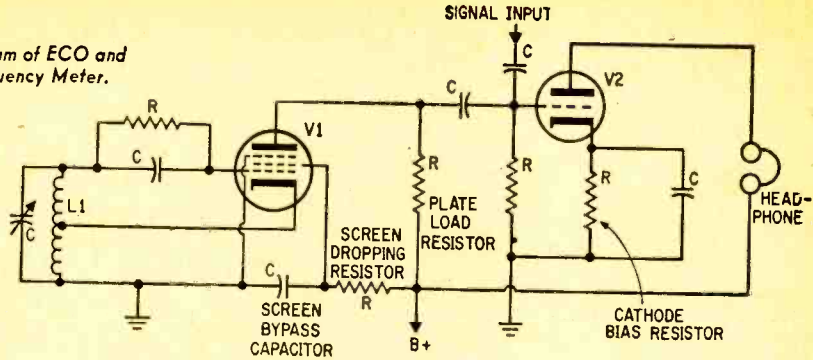 SIGNAL INPUT
am of ECO and
uency Meter.
C
V2
R
V1
C
C
R
R
R
C
L1
C
PLATE
LOAD
RESISTOR
HEAD-
PHONE
SCREEN
DROPPING
RESISTOR
C
R
SCREEN
BYPASS
CAPACITOR
B+
CATHODE
BIAS RESISTOR